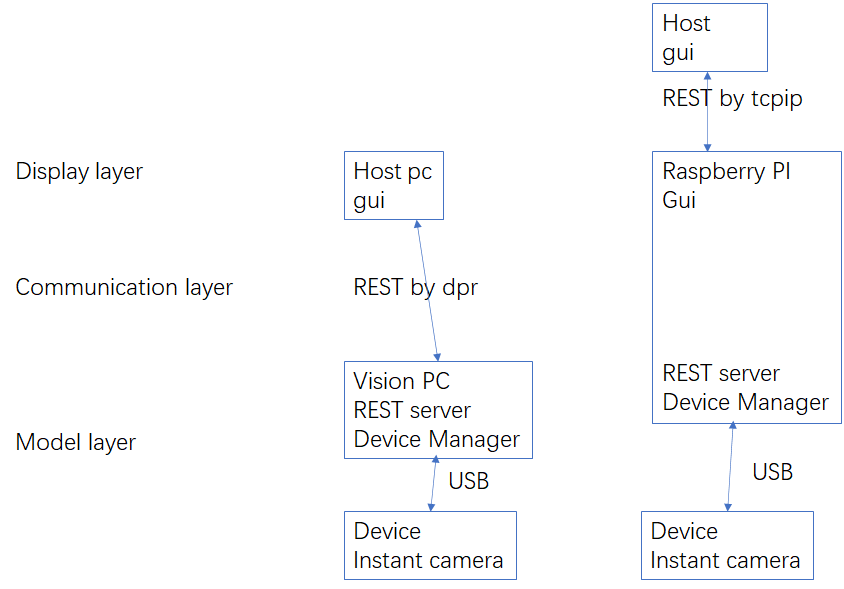 Host
gui
REST by tcpip
Display layer
Host pc
gui
Raspberry PI
Gui
Communication layer
REST by dpr
Vision PC
REST server
Device Manager
REST server
Device Manager
Model layer
USB
USB
Device
Instant camera
Device
Instant camera